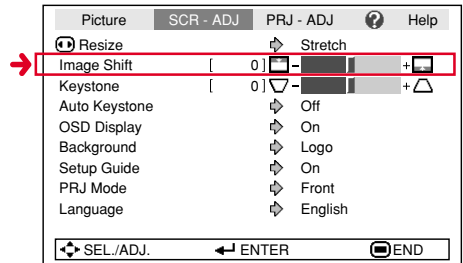 Picture SCR - ADJ PRJ - ADJ ? Help
Resize Stretch
Image Shift [ 0 ] - +
Keystone [ 0 ] - +
Auto Keystone Off
OSD Display On
Background Logo
Setup Guide On
PRJ Mode Front
Language English
SEL./ADJ. ENTER END